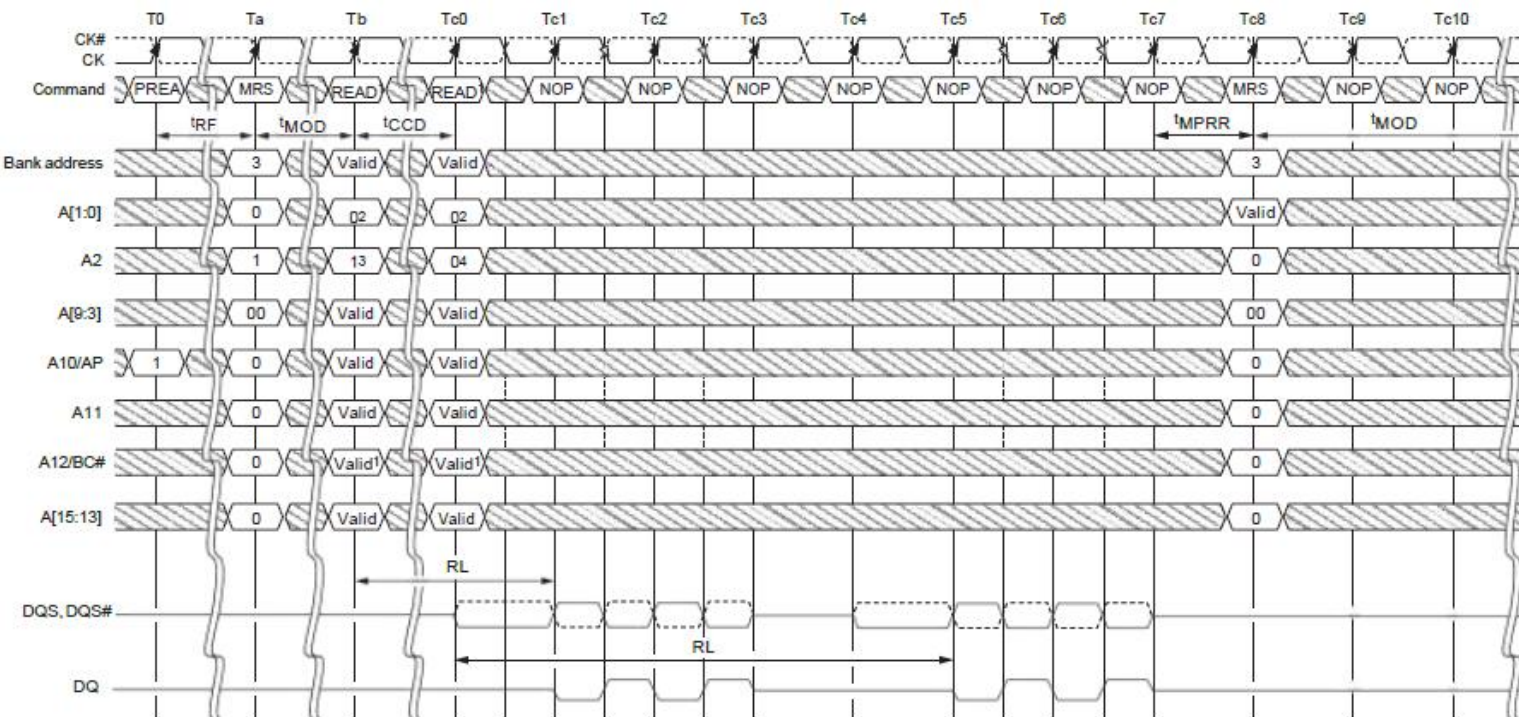 T0 Ta Tb Tc0 Tc1 Tc2 Tc3 Tc4 Tc5 Tc6 Tc7 Tc8 Tc9 Tc10
CK#
CK
Command PREA MRS READ¹ READ¹ NOP NOP NOP NOP NOP NOP NOP MRS NOP NOP
tRF tMOD tCCD tMPRR tMOD
Bank address 3 Valid Valid 3
A[1:0] 0 0² 0² Valid
A2 1 1³ 0⁴ 0
A[9:3] 00 Valid Valid 00
A10/AP 1 0 Valid Valid 0
A11 0 Valid Valid 0
A12/BC# 0 Valid¹ Valid¹ 0
A[15:13] 0 Valid Valid 0
RL
DQS, DQS#
RL
DQ